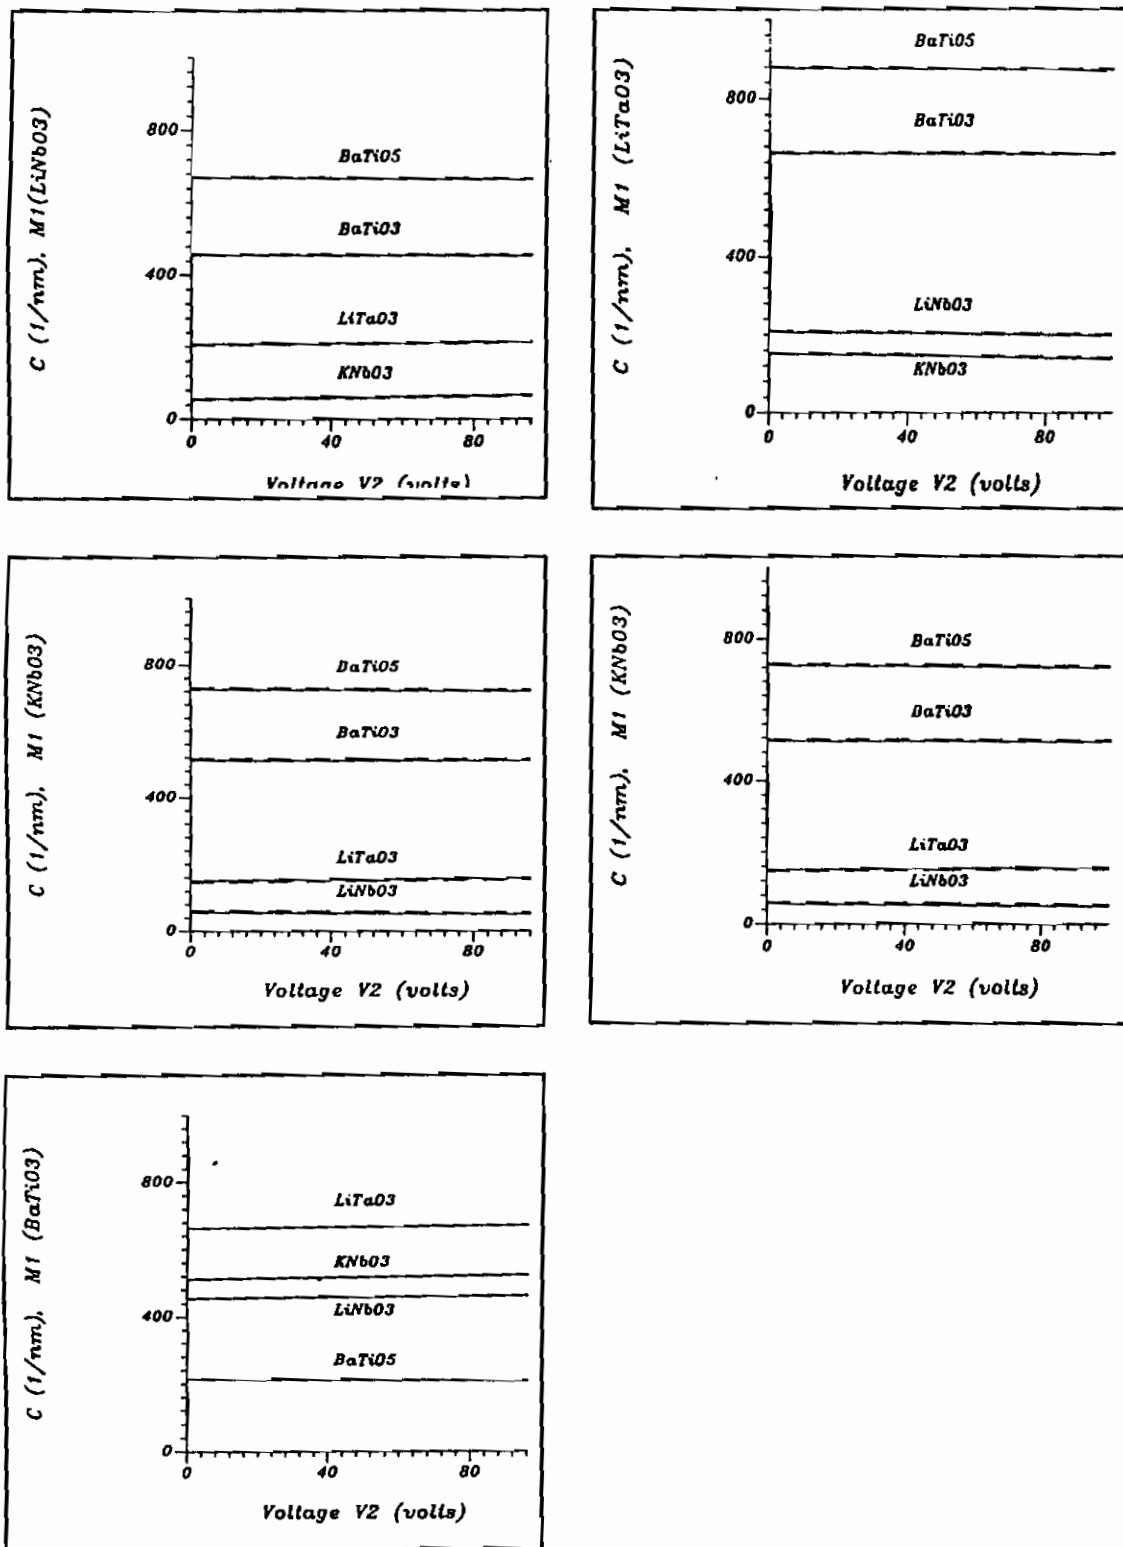 C (1/nm), M1(LiNbO3)
800
400
0
BaTiO5
BaTiO3
LiTaO3
KNbO3
0 40 80
Voltage V2 (volts)
C (1/nm), M1 (LiTaO3)
800
400
0
BaTiO5
BaTiO3
LiNbO3
KNbO3
0 40 80
Voltage V2 (volts)
C (1/nm), M1 (KNbO3)
800
400
0
BaTiO5
BaTiO3
LiTaO3
LiNbO3
0 40 80
Voltage V2 (volts)
C (1/nm), M1 (KNbO3)
800
400
0
BaTiO5
BaTiO3
LiTaO3
LiNbO3
0 40 80
Voltage V2 (volts)
C (1/nm), M1 (BaTiO3)
800
400
0
LiTaO3
KNbO3
LiNbO3
BaTiO5
0 40 80
Voltage V2 (volts)